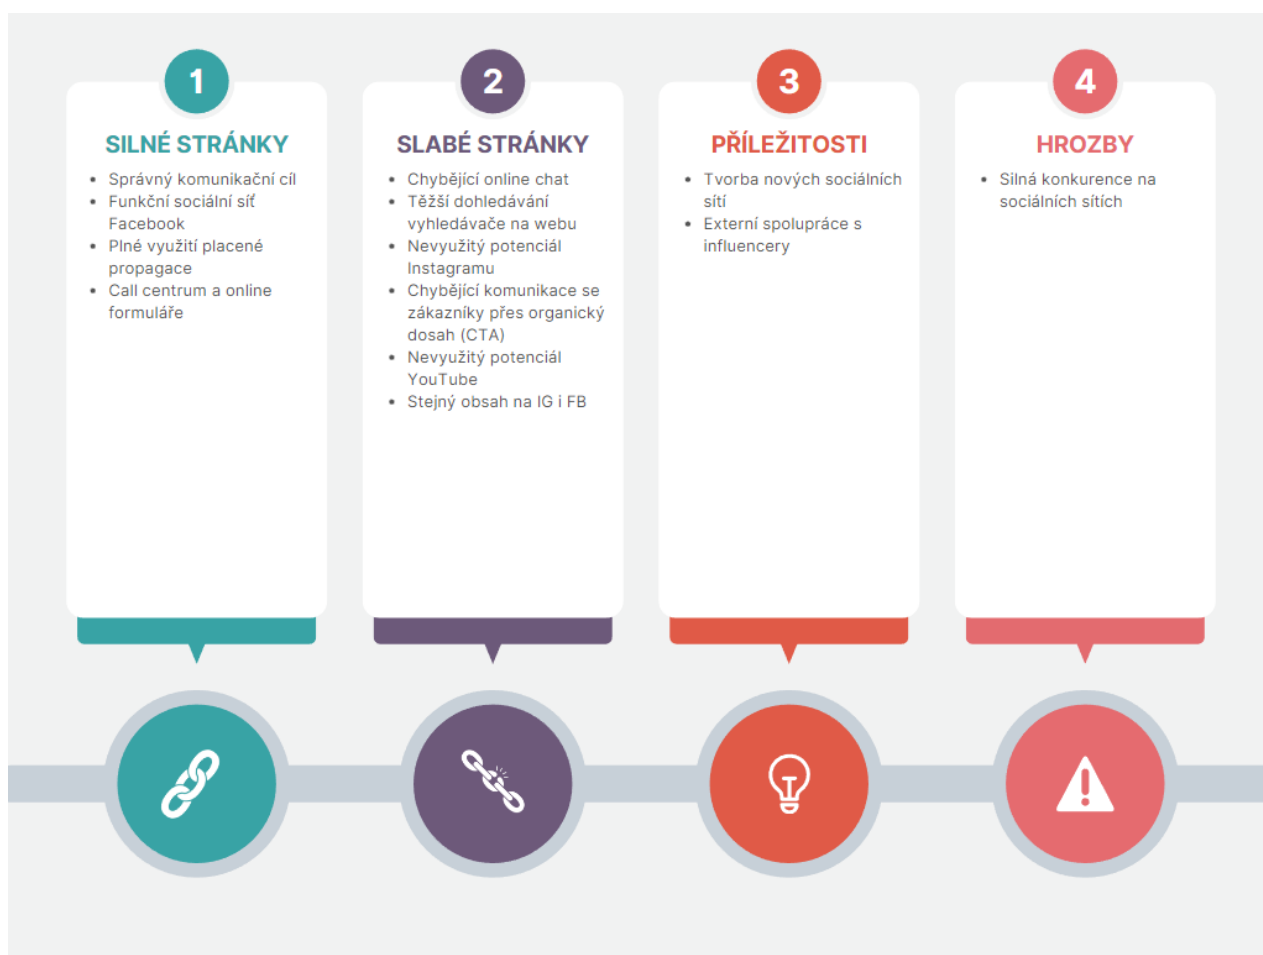 1
SILNÉ STRÁNKY
• Správný komunikační cíl
• Funkční sociální síť
Facebook
• Plné využití placené
propagace
• Call centrum a online
formuláře
2
SLABÉ STRÁNKY
• Chybějící online chat
• Těžší dohledávání
vyhledávače na webu
• Nevyužitý potenciál
Instagramu
• Chybějící komunikace se
zákazníky přes organický
dosah (CTA)
• Nevyužitý potenciál
YouTube
• Stejný obsah na IG i FB
3
PŘÍLEŽITOSTI
• Tvorba nových sociálních
sítí
• Externí spolupráce s
influencery
4
HROZBY
• Silná konkurence na
sociálních sítích